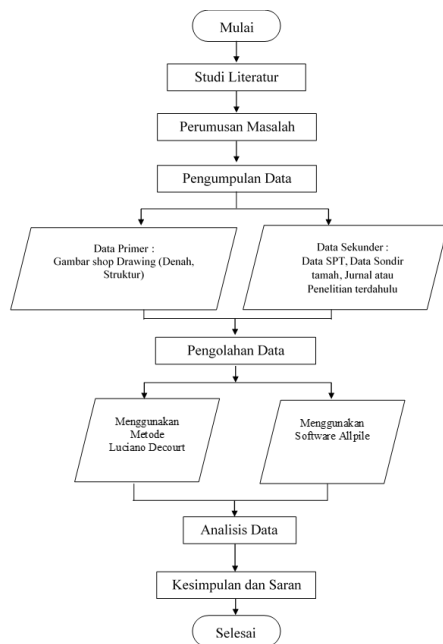 Mulai
Studi Literatur
Perumusan Masalah
Pengumpulan Data
Data Primer :
Gambar shop Drawing (Denah,
Struktur)
Data Sekunder :
Data SPT, Data Sondir
tamah, Jurnal atau
Penelitian terdahulu
Pengolahan Data
Menggunakan
Metode
Luciano Decourt
Menggunakan
Software Allpile
Analisis Data
Kesimpulan dan Saran
Selesai